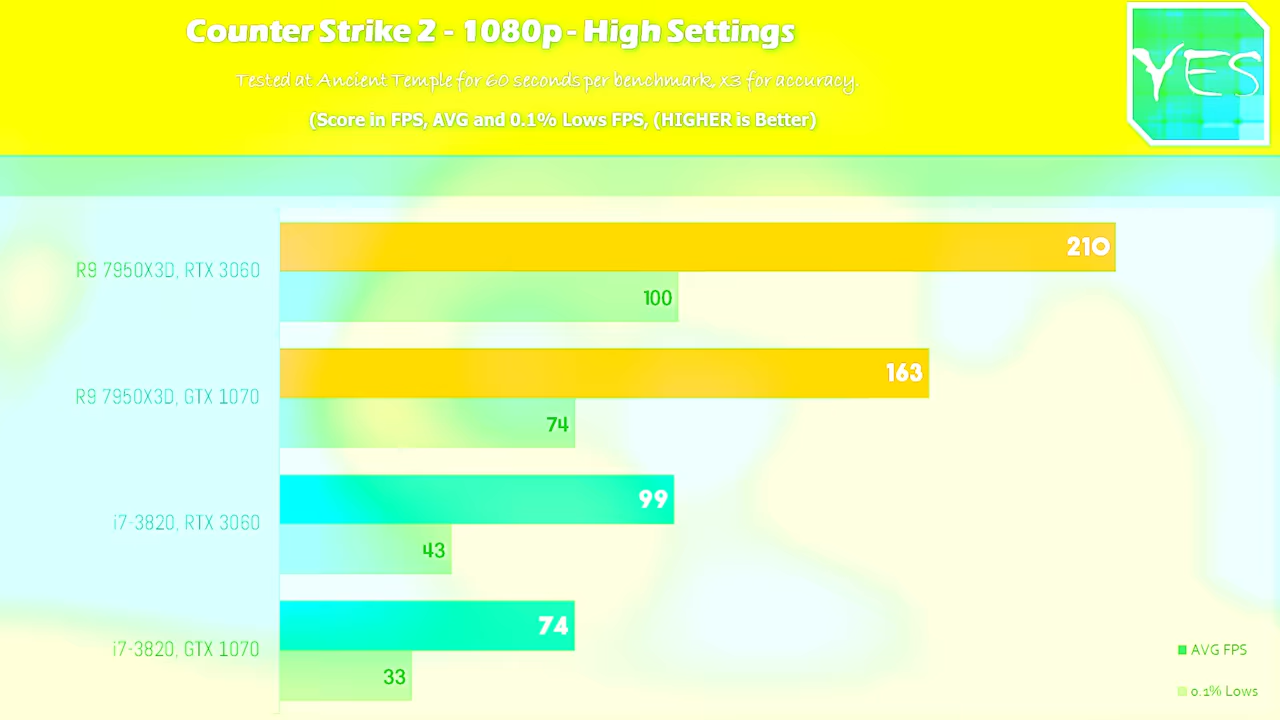 Counter Strike 2 - 1080p - High Settings
YES
Tested at Ancient Temple for 60 seconds per benchmark, x3 for accuracy.
(Score in FPS, AVG and 0.1% Lows FPS, (HIGHER is Better)
210
R9 7950X3D, RTX 3060
100
163
R9 7950X3D, GTX 1070
74
99
i7-3820, RTX 3060
43
74
i7-3820, GTX 1070
33
AVG FPS
0.1% Lows